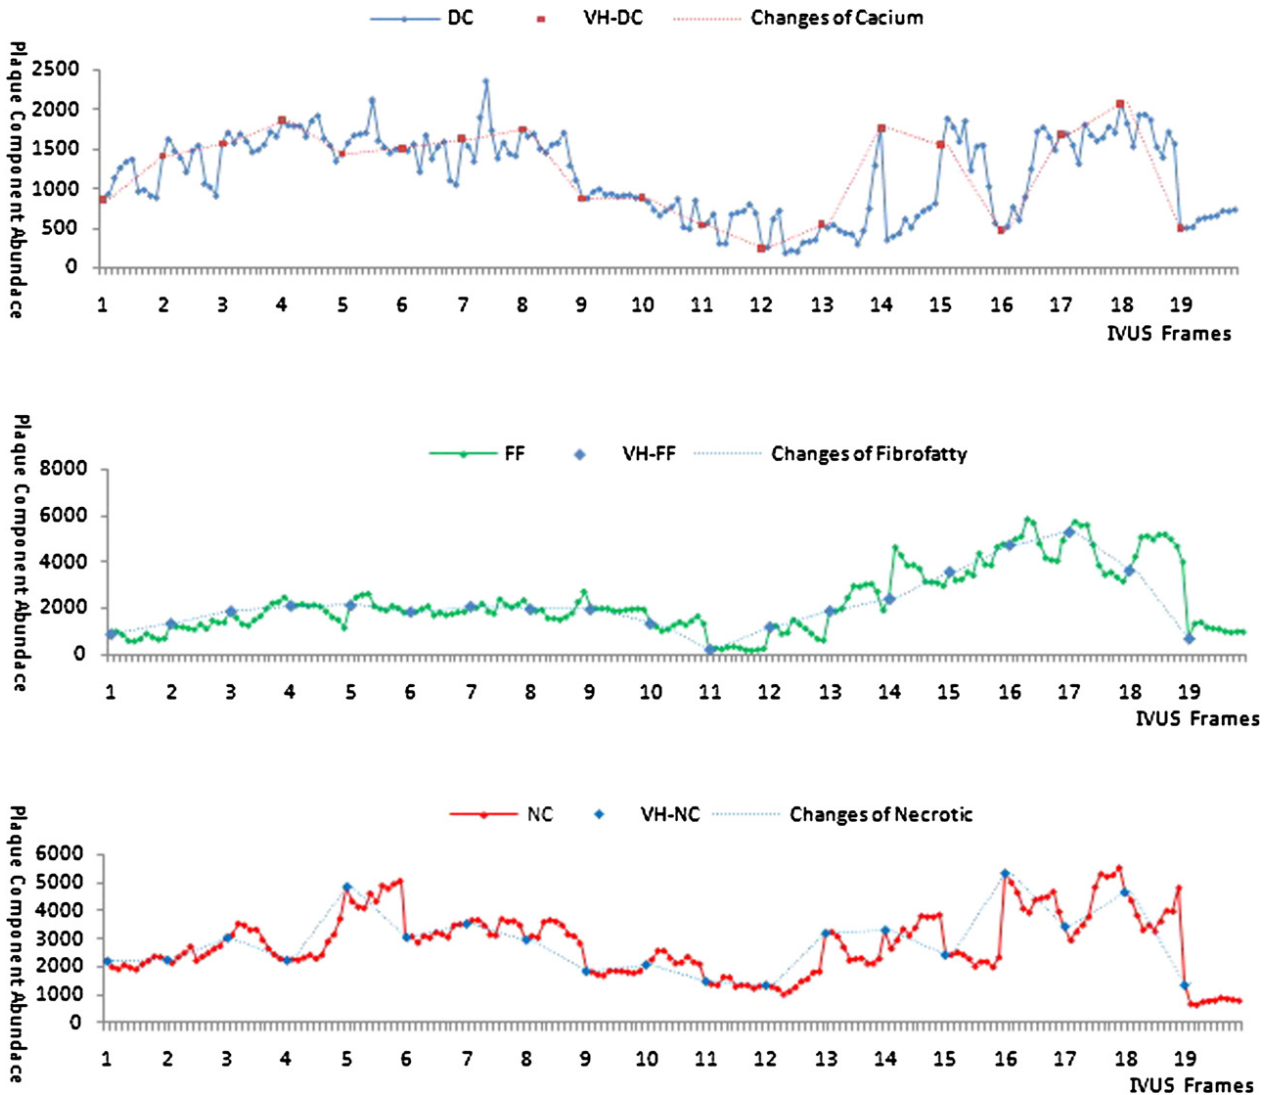 DC VH-DC Changes of Cacium
Plaque Component Abundace
2500
2000
1500
1000
500
0
1 2 3 4 5 6 7 8 9 10 11 12 13 14 15 16 17 18 19
IVUS Frames
FF VH-FF Changes of Fibrofatty
Plaque Component Abundace
8000
6000
4000
2000
0
1 2 3 4 5 6 7 8 9 10 11 12 13 14 15 16 17 18 19
IVUS Frames
NC VH-NC Changes of Necrotic
Plaque Component Abundace
6000
5000
4000
3000
2000
1000
0
1 2 3 4 5 6 7 8 9 10 11 12 13 14 15 16 17 18 19
IVUS Frames